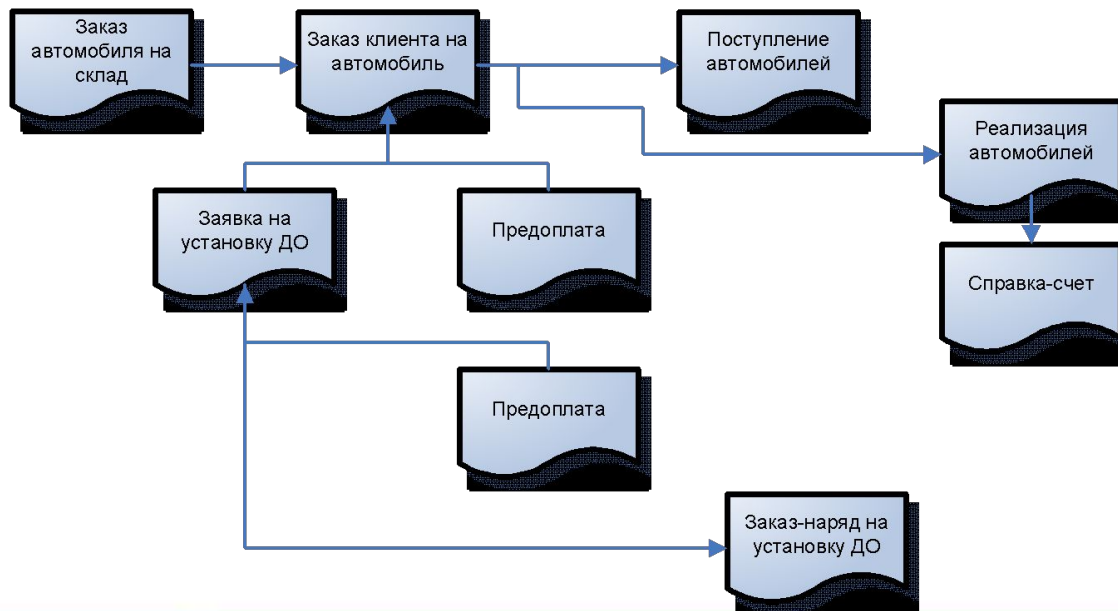 Заказ
автомобиля на
склад
Заказ клиента на
автомобиль
Поступление
автомобилей
Реализация
автомобилей
Заявка на
установку ДО
Предоплата
Справка-счет
Предоплата
Заказ-наряд на
установку ДО